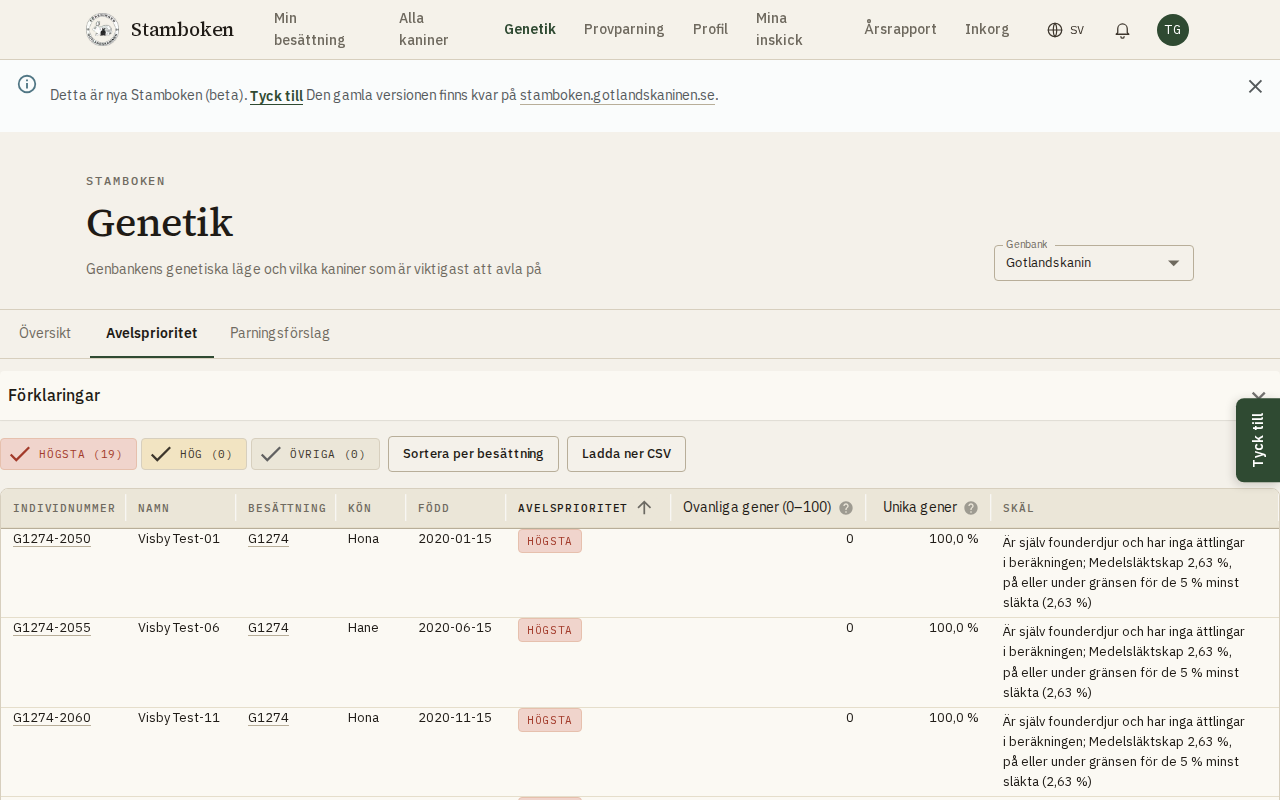 Stamboken
Min besättning
Alla kaniner
Genetik
Provparning
Profil
Mina inskick
Årsrapport
Inkorg
SV
TG
Detta är nya Stamboken (beta). Tyck till Den gamla versionen finns kvar på stamboken.gotlandskaninen.se.
STAMBOKEN
Genetik
Genbankens genetiska läge och vilka kaniner som är viktigast att avla på
Genbank
Gotlandskanin
Översikt
Avelsprioritet
Parningsförslag
Förklaringar
Tyck till
HÖGSTA (19)
HÖG (0)
ÖVRIGA (0)
Sortera per besättning
Ladda ner CSV
INDIVIDNUMMER NAMN BESÄTTNING KÖN FÖDD AVELSPRIORITET Ovanliga gener (0–100) Unika gener SKÄL
G1274-2050 Visby Test-01 G1274 Hona 2020-01-15 HÖGSTA 0 100,0 %
Är själv founderdjur och har inga ättlingar
i beräkningen; Medelsläktskap 2,63 %,
på eller under gränsen för de 5 % minst
släkta (2,63 %)
G1274-2055 Visby Test-06 G1274 Hane 2020-06-15 HÖGSTA 0 100,0 %
Är själv founderdjur och har inga ättlingar
i beräkningen; Medelsläktskap 2,63 %,
på eller under gränsen för de 5 % minst
släkta (2,63 %)
G1274-2060 Visby Test-11 G1274 Hona 2020-11-15 HÖGSTA 0 100,0 %
Är själv founderdjur och har inga ättlingar
i beräkningen; Medelsläktskap 2,63 %,
på eller under gränsen för de 5 % minst
släkta (2,63 %)